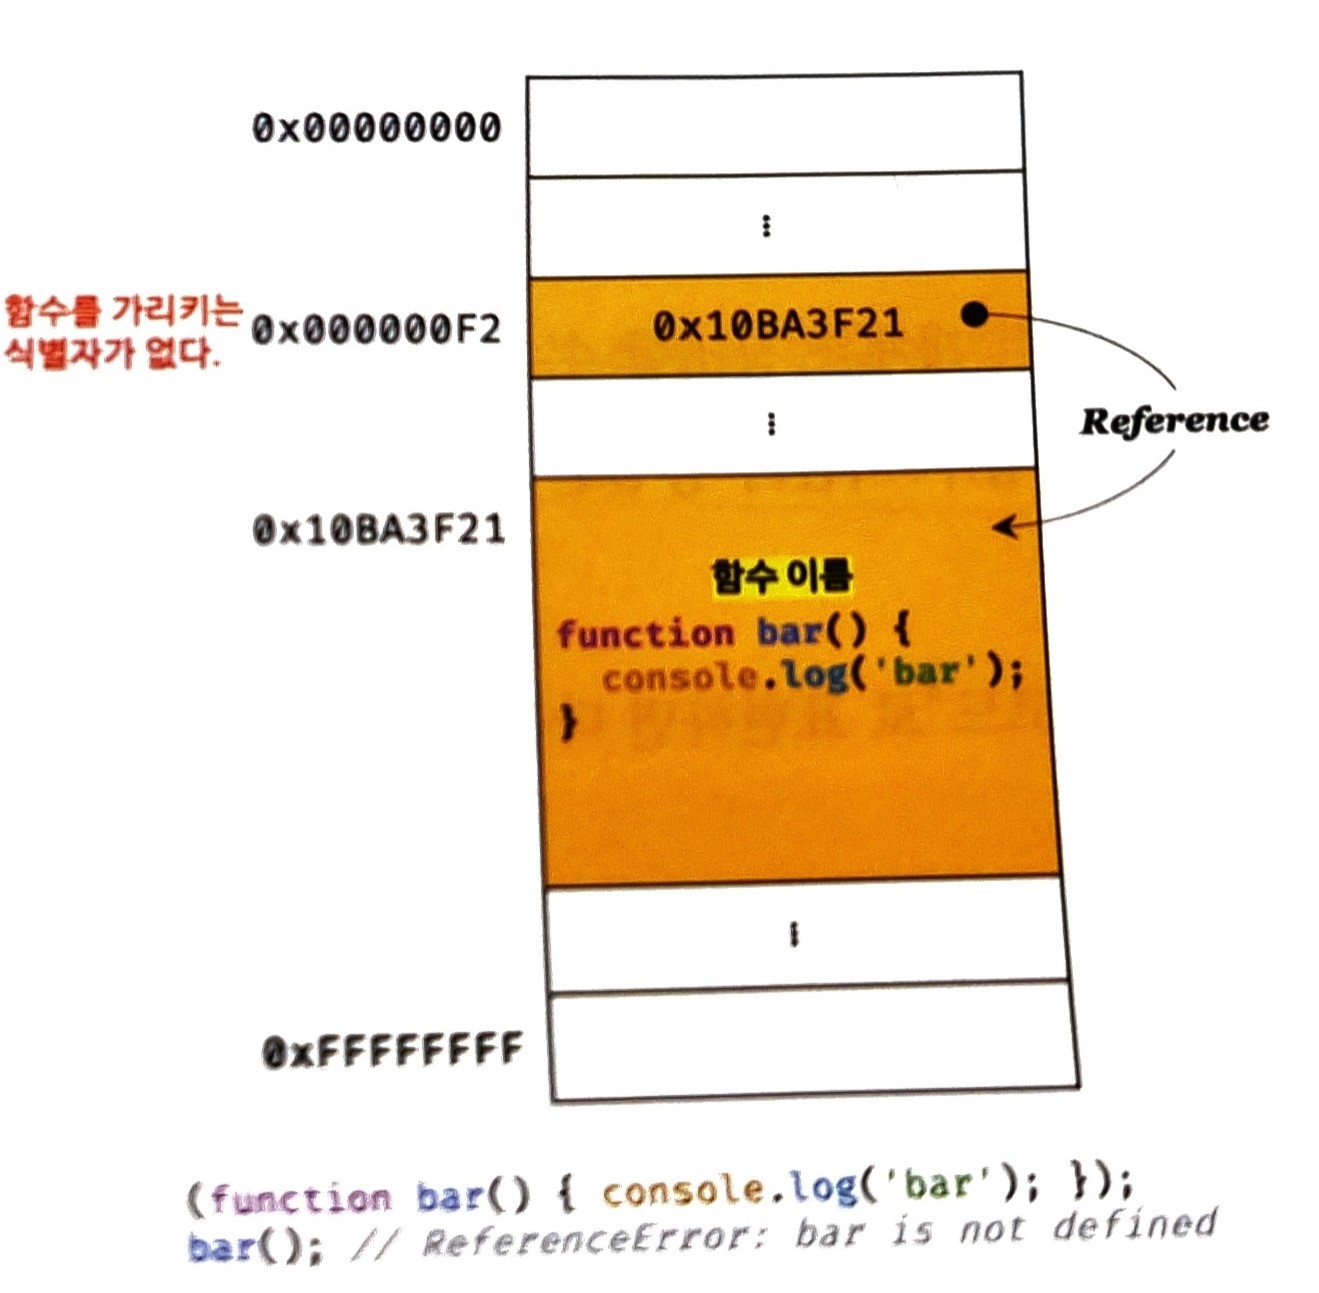 0x00000000
⋮
함수를 가리키는
식별자가 없다.
0x000000F2
0x10BA3F21
⋮
Reference
0x10BA3F21
함수 이름
function bar() {
console.log('bar');
}
⋮
0xFFFFFFFF
(function bar() { console.log('bar'); });
bar(); // ReferenceError: bar is not defined